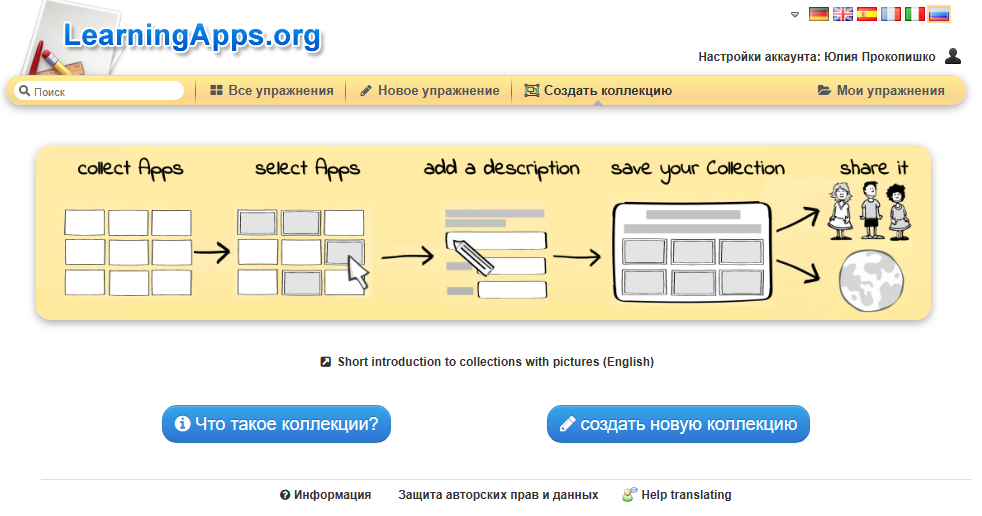 LearningApps.org
Настройки аккаунта: Юлия Прокопишко
Поиск
Все упражнения
Новое упражнение
Создать коллекцию
Мои упражнения
collect Apps
select Apps
add a description
save your Collection
share it
Short introduction to collections with pictures (English)
Что такое коллекции?
создать новую коллекцию
Информация
Защита авторских прав и данных
Help translating